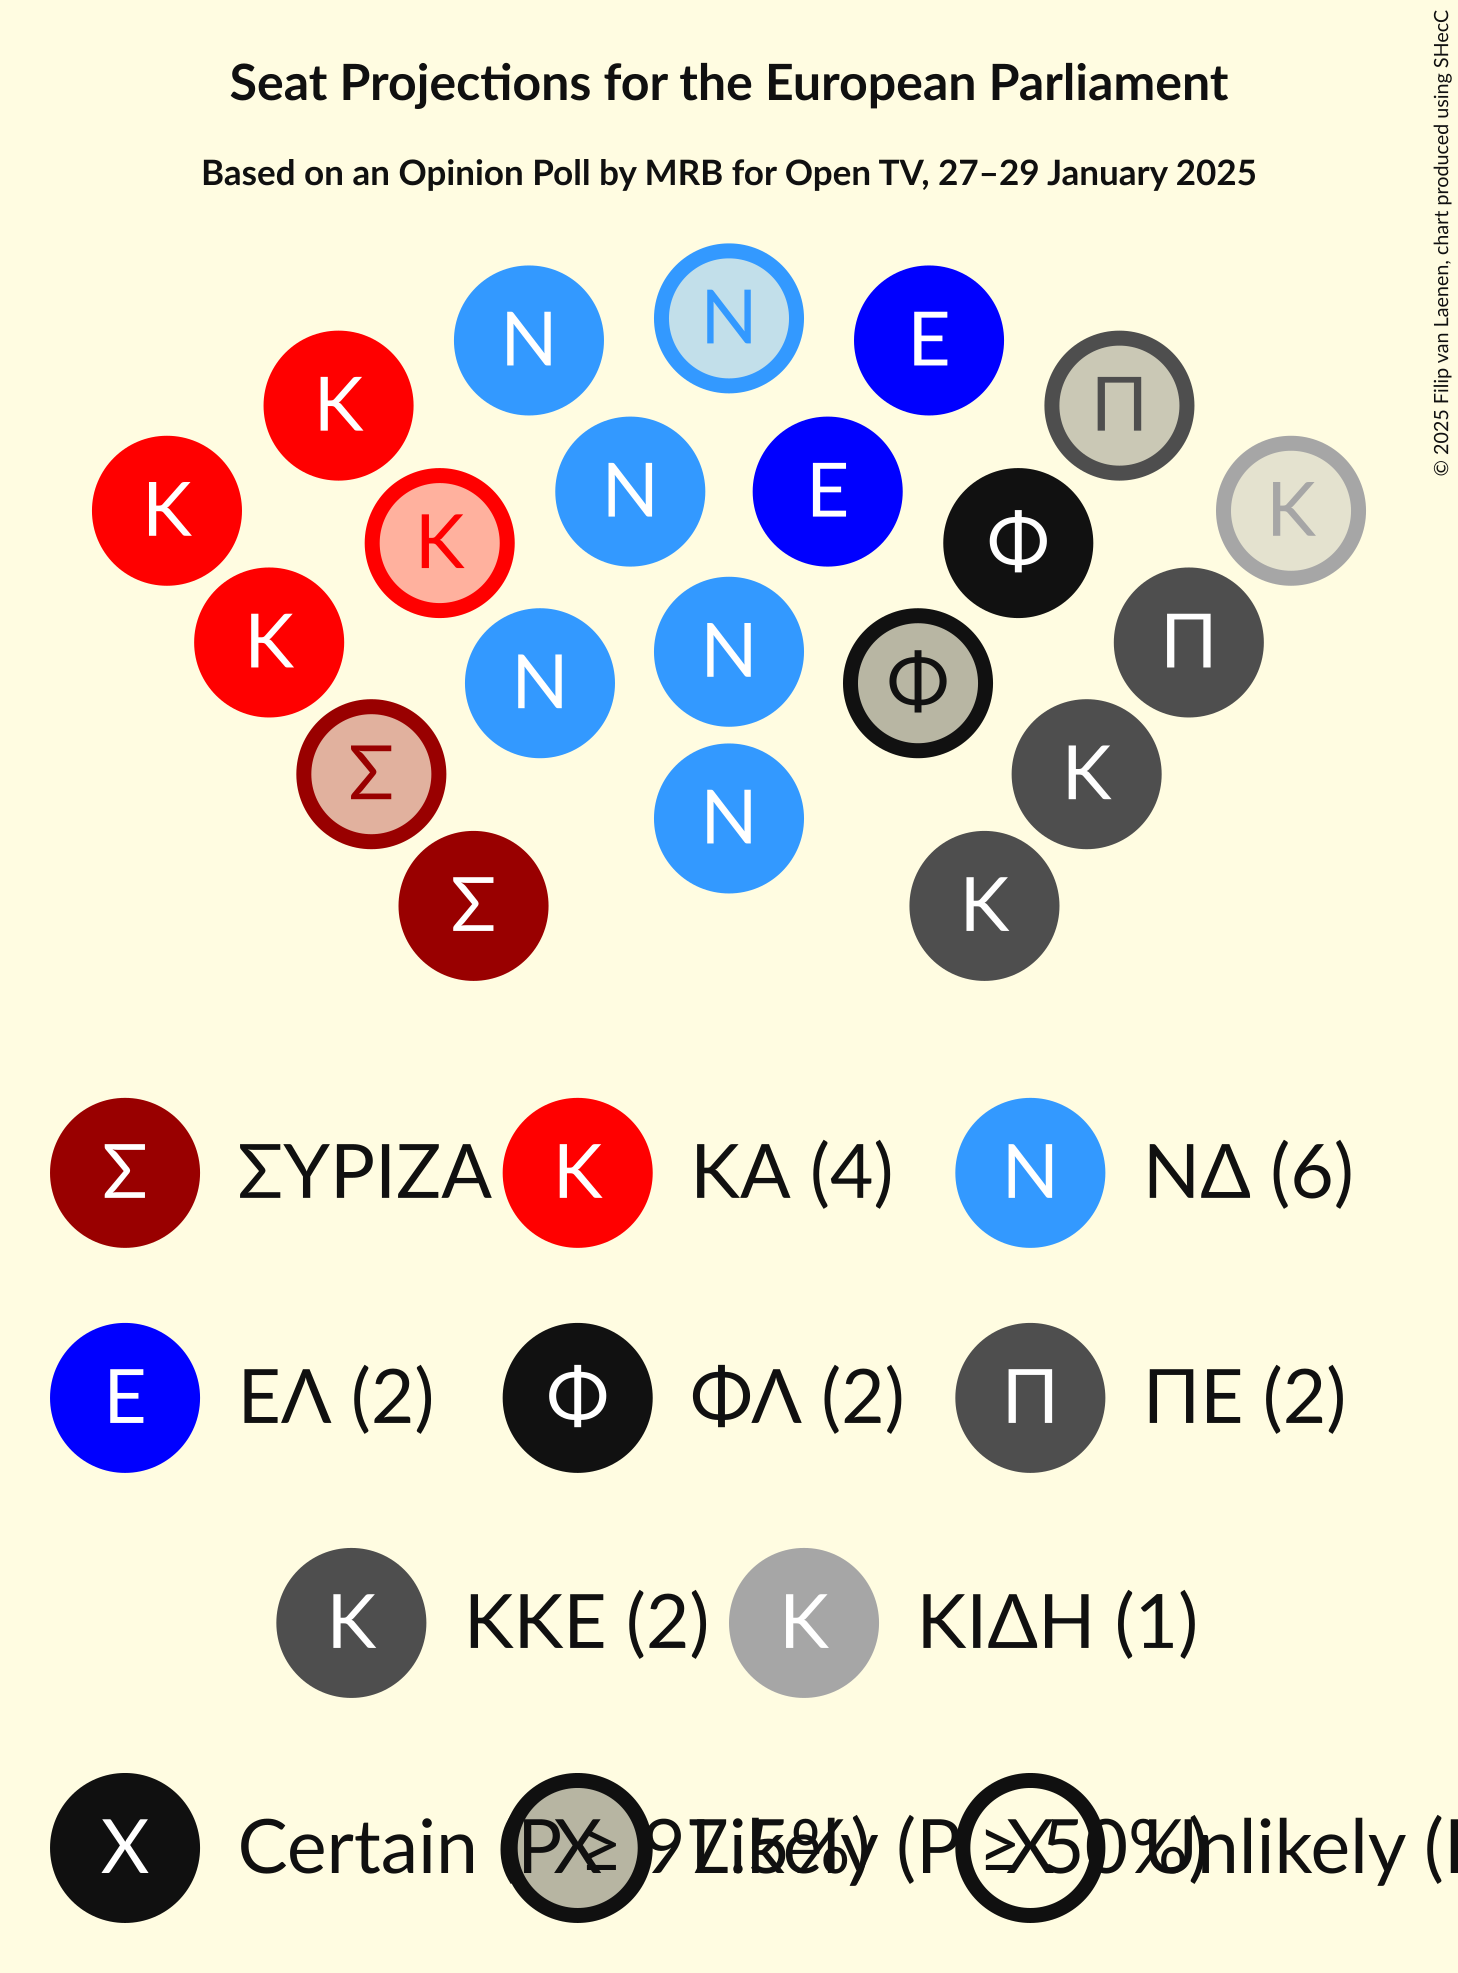 Seat Projections for the European Parliament
Based on an Opinion Poll by MRB for Open TV, 27–29 January 2025
© 2025 Filip van Laenen, chart produced using SHecC
Ν
Ν Ε
Κ Π
Κ Ν Ε Κ
Κ Φ
Κ Ν Π
Ν Φ
Σ Κ
Ν
Σ Κ
Σ ΣΥΡΙΖΑ Κ ΚΑ (4) Ν ΝΔ (6)
Ε ΕΛ (2) Φ ΦΛ (2) Π ΠΕ (2)
Κ ΚΚΕ (2) Κ ΚΙΔΗ (1)
X Certain (P ≥ 97.5%) X Likely (P ≥ 50%) X Unlikely